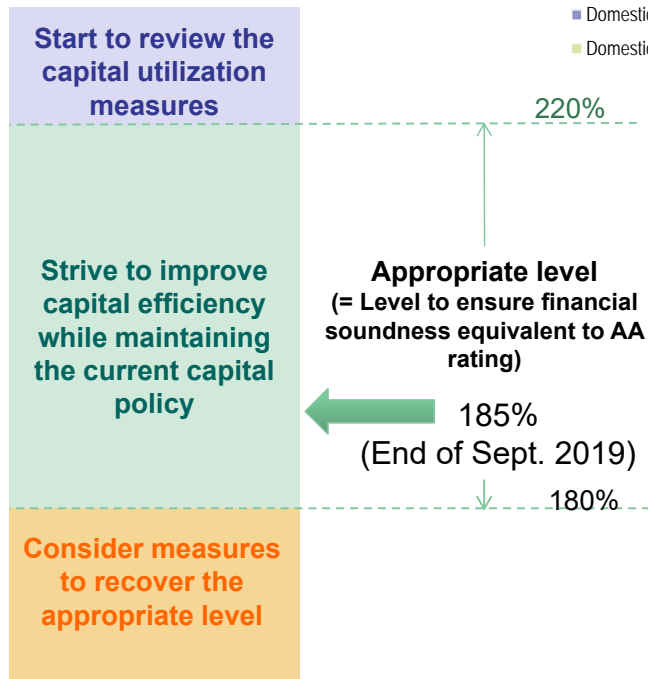 Start to review the
capital utilization
measures
Domestic
Domestic
220%
Strive to improve
capital efficiency
while maintaining
the current capital
policy
Appropriate level
(= Level to ensure financial
soundness equivalent to AA
rating)
185%
(End of Sept. 2019)
180%
Consider measures
to recover the
appropriate level